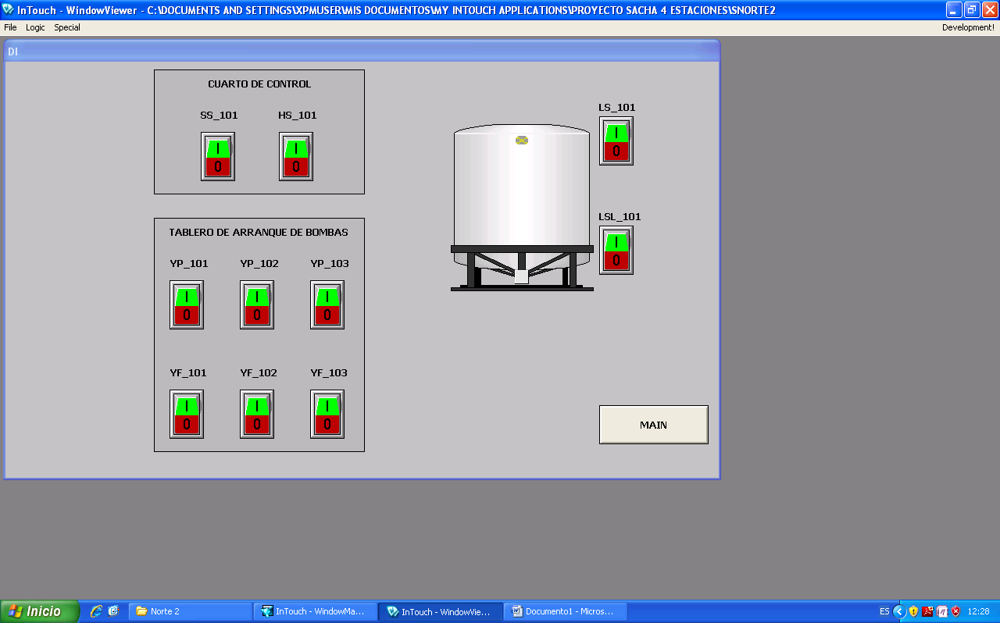 InTouch - WindowViewer - C:\DOCUMENTS AND SETTINGS\XPMUSER\MIS DOCUMENTOS\MY INTOUCH APPLICATIONS\PROYECTO SACHA 4 ESTACIONES\SNORTE2
File Logic Special Development!
DI
CUARTO DE CONTROL
SS_101 HS_101
I I
0 0
LS_101
I
0
LSL_101
I
0
TABLERO DE ARRANQUE DE BOMBAS
YP_101 YP_102 YP_103
I I I
0 0 0
YF_101 YF_102 YF_103
I I I
0 0 0
MAIN
Inicio Norte 2 InTouch - WindowMa... InTouch - WindowVie... Documento1 - Micros... ES 12:28